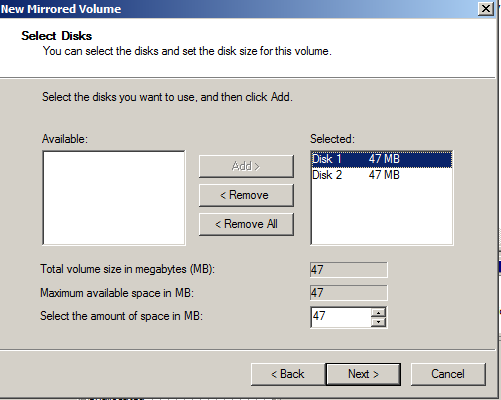 New Mirrored Volume
Select Disks
You can select the disks and set the disk size for this volume.
Select the disks you want to use, and then click Add.
Available:
Selected:
Add >
< Remove
< Remove All
Disk 1 47 MB
Disk 2 47 MB
Total volume size in megabytes (MB): 47
Maximum available space in MB: 47
Select the amount of space in MB: 47
< Back Next > Cancel